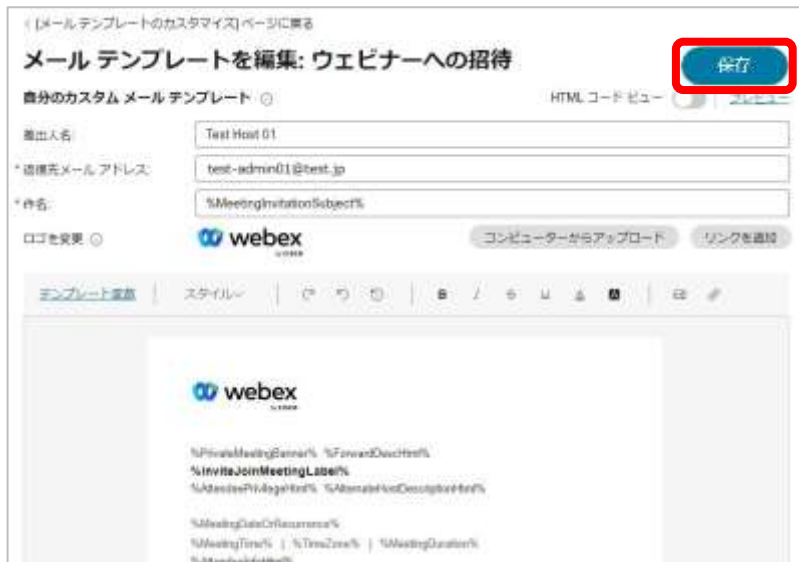 < [メール テンプレートのカスタマイズ] ページに戻る
メール テンプレートを編集: ウェビナーへの招待
保存
自分のカスタム メール テンプレート
HTML コード ビュー
プレビュー
差出人名:
Test Host 01
*返信先メール アドレス:
test-admin01@test.jp
*件名:
%MeetingInvitationSubject%
ロゴを変更
webex
by CISCO
コンピューターからアップロード
リンクを追加
テンプレート変数
スタイル
B I S U A A
webex
by CISCO
%PrivateMeetingBanner% %ForwardDescHtml%
%InviteJoinMeetingLabel%
%AttendeePrivilegeHtml% %AlternateHostDescriptionHtml%
%MeetingDateOrRecurrence%
%MeetingTime% | %TimeZone% | %MeetingDuration%